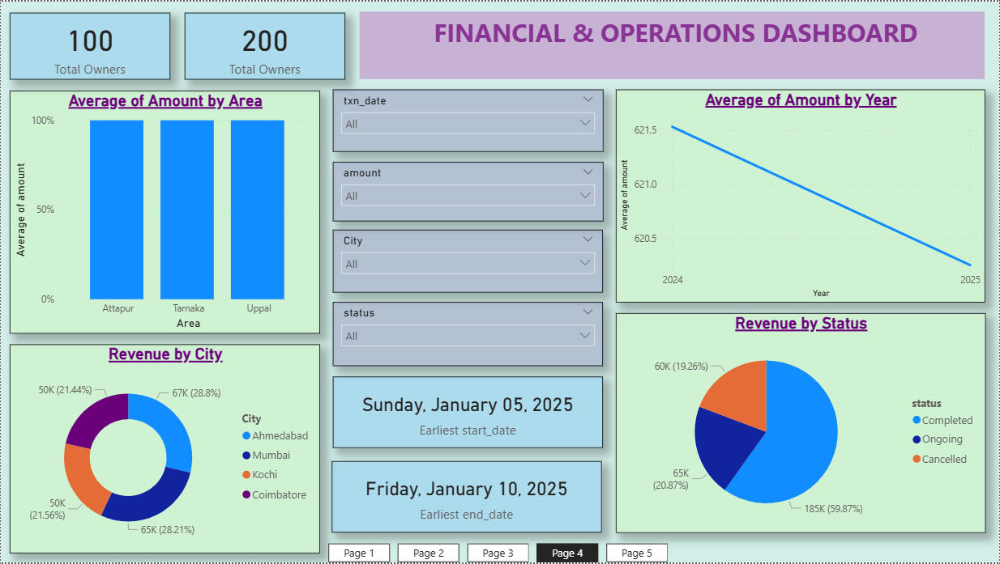 100
Total Owners
200
Total Owners
FINANCIAL & OPERATIONS DASHBOARD
Average of Amount by Area
100%
50%
0%
Average of amount
Attapur
Tarnaka
Uppal
Area
txn_date
All
amount
All
City
All
status
All
Average of Amount by Year
621.5
621.0
620.5
Average of amount
2024
2025
Year
Revenue by City
50K (21.44%)
67K (28.8%)
50K
(21.56%)
65K (28.21%)
City
Ahmedabad
Mumbai
Kochi
Coimbatore
Sunday, January 05, 2025
Earliest start_date
Friday, January 10, 2025
Earliest end_date
Revenue by Status
60K (19.26%)
65K
(20.87%)
185K (59.87%)
status
Completed
Ongoing
Cancelled
Page 1
Page 2
Page 3
Page 4
Page 5